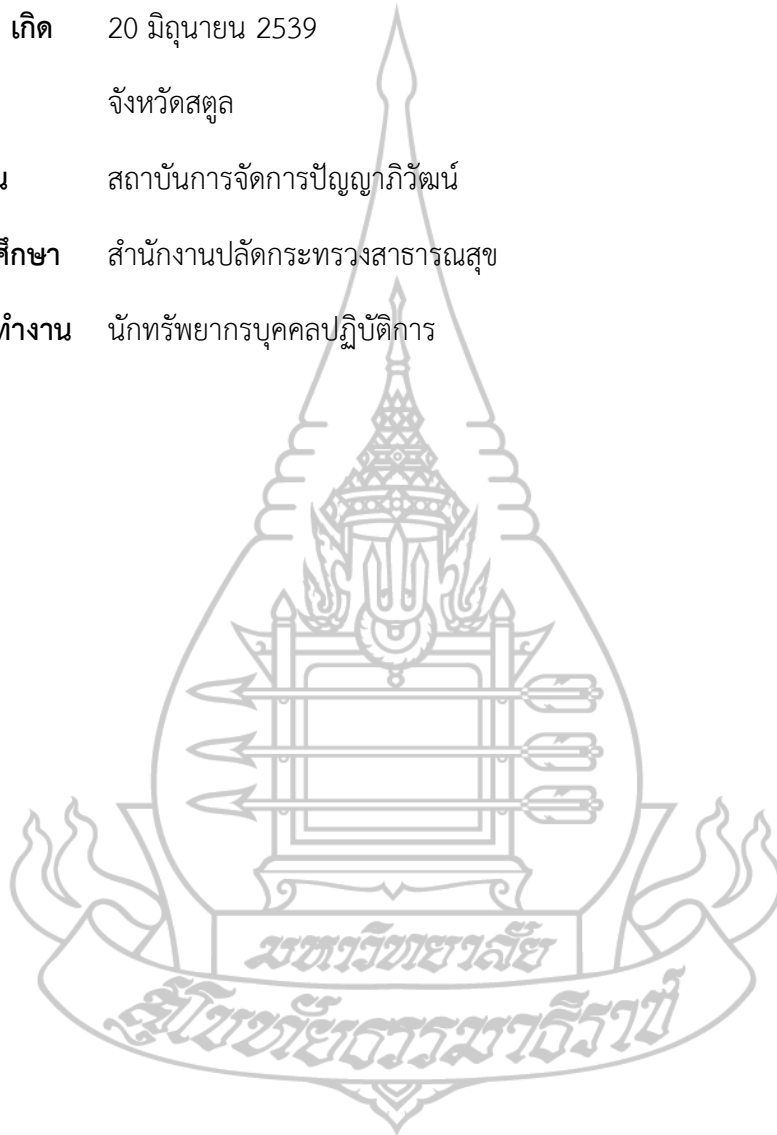 เกิด 20 มิถุนายน 2539
จังหวัดสตูล
น สถาบันการจัดการปัญญาภิวัฒน์
ศึกษา สำนักงานปลัดกระทรวงสาธารณสุข
ทำงาน นักทรัพยากรบุคคลปฏิบัติการ
มหาวิทยาลัย
สุโขทัยธรรมาธิราช